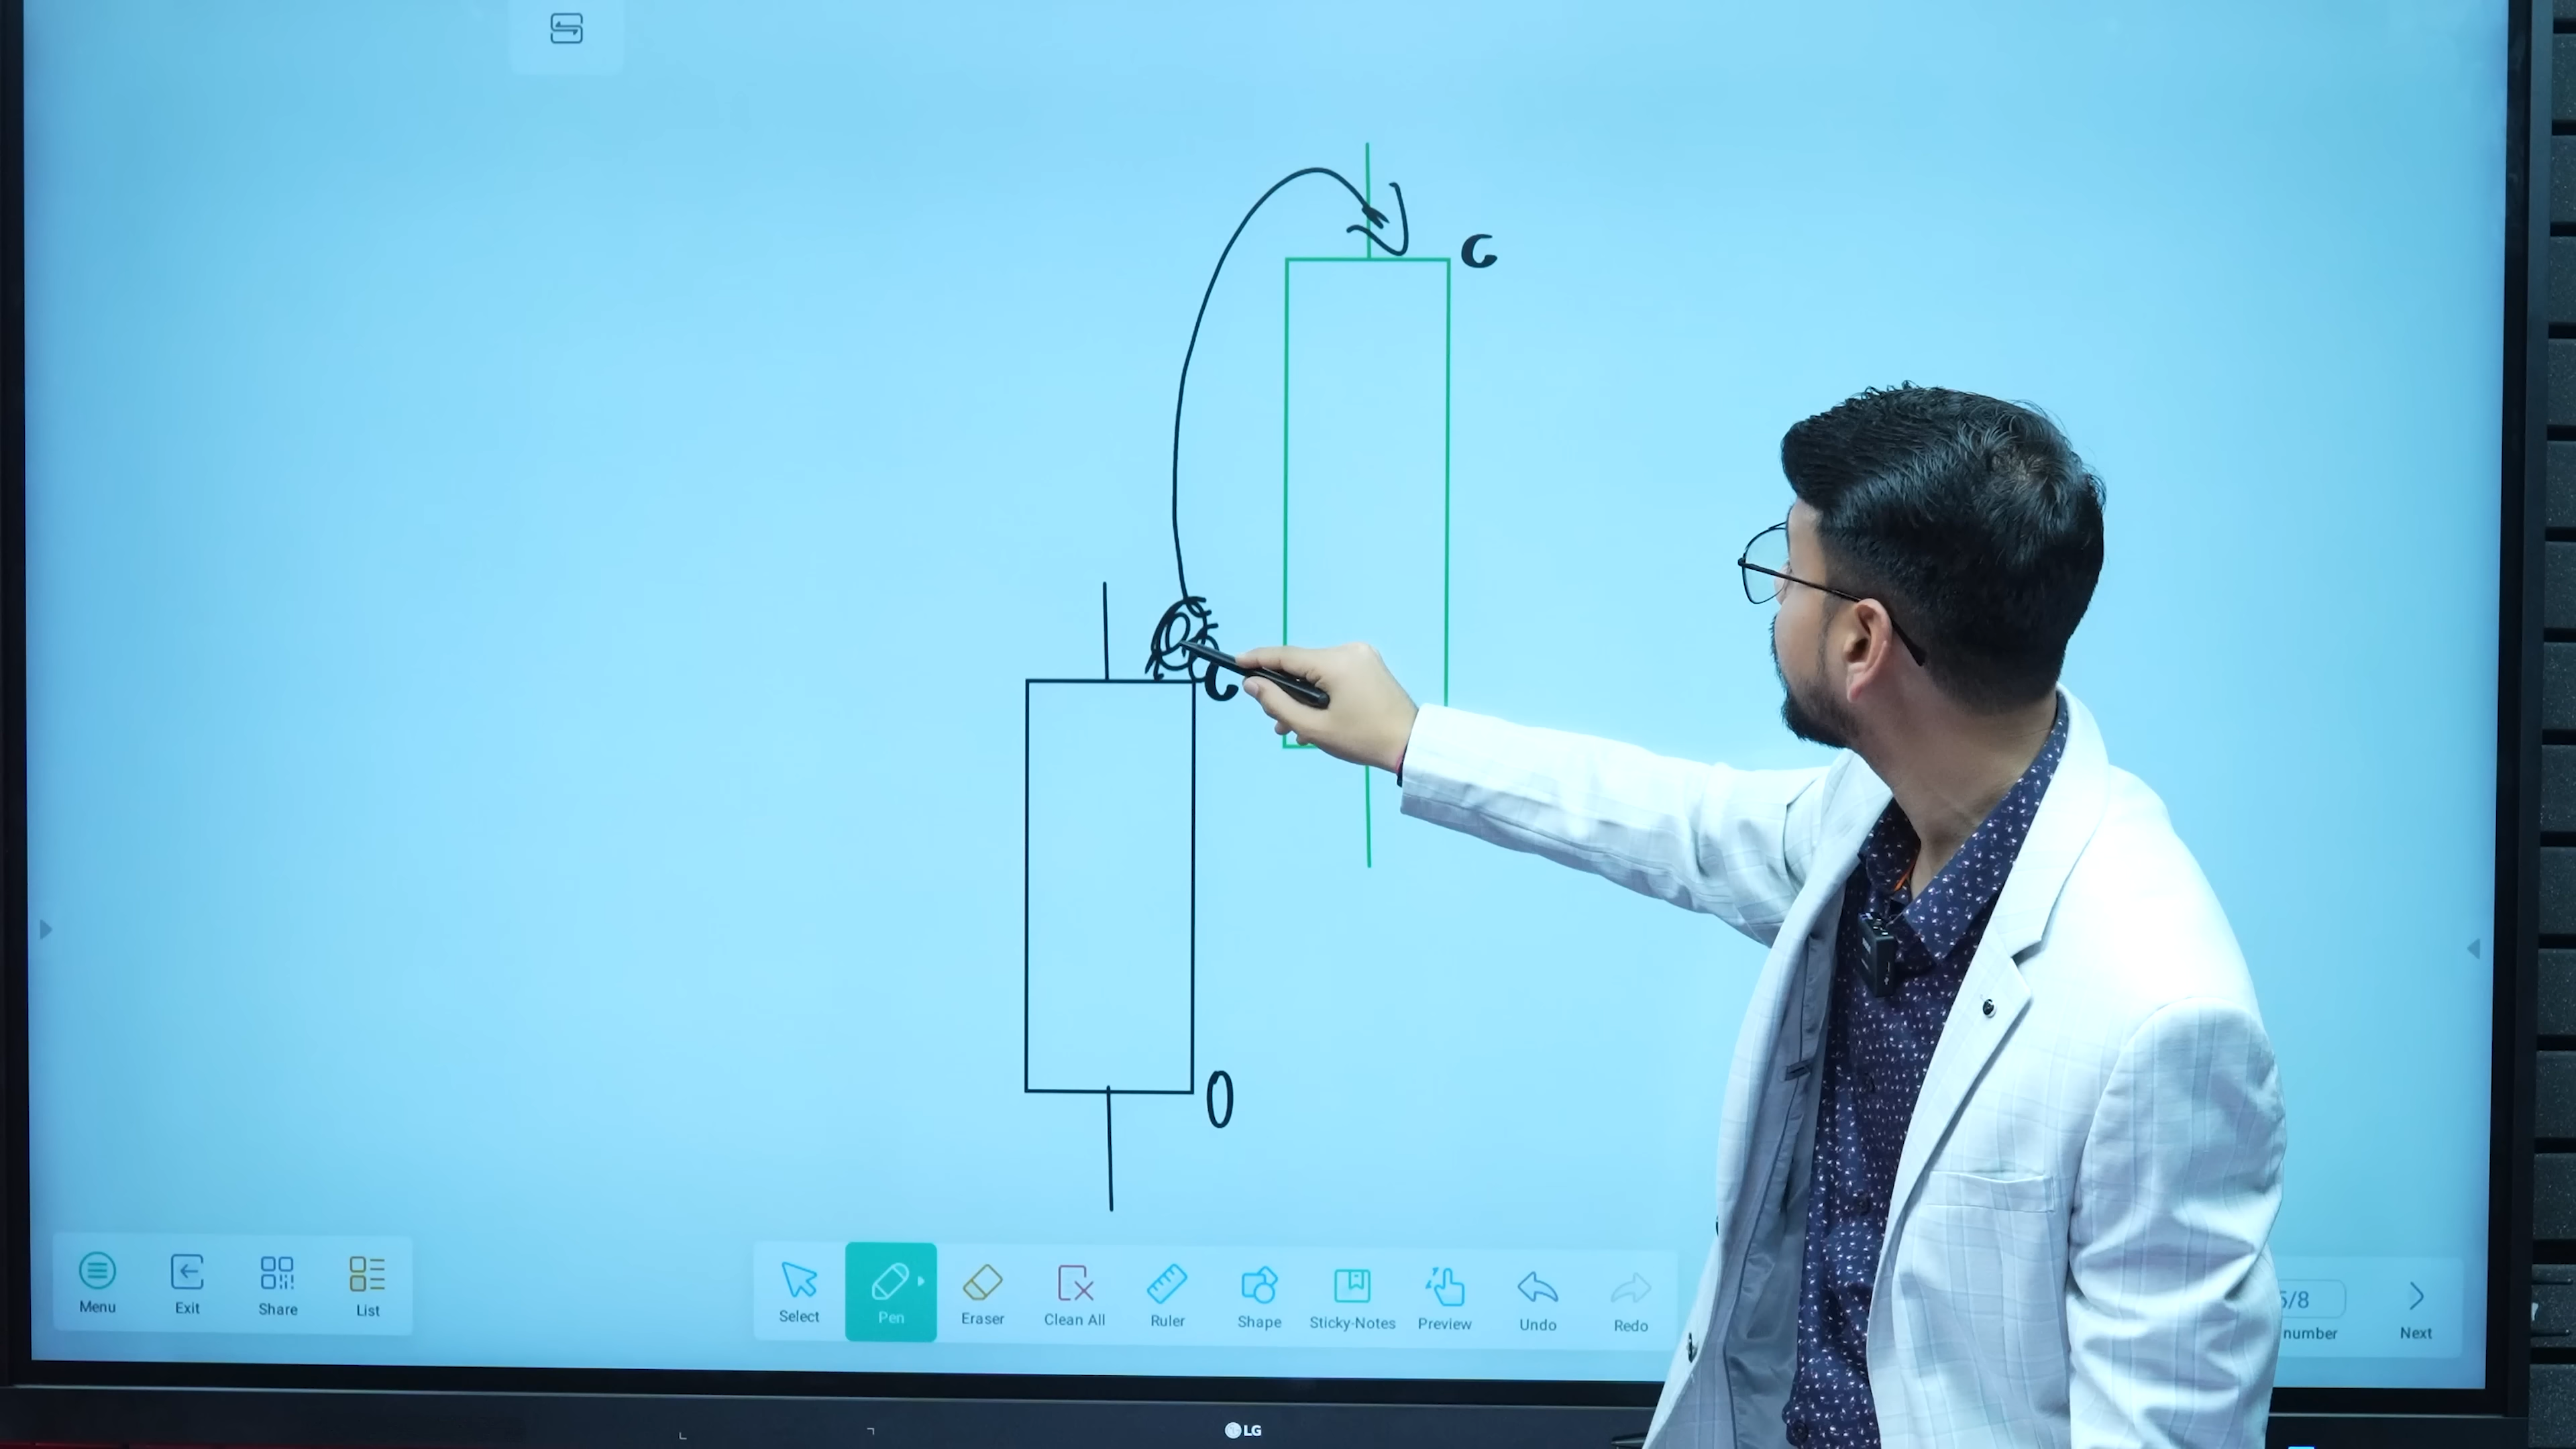 C
C
O
Menu
Exit
Share
List
Select
Pen
Eraser
Clean All
Ruler
Shape
Sticky-Notes
Preview
Undo
Redo
/8
number
Next
LG